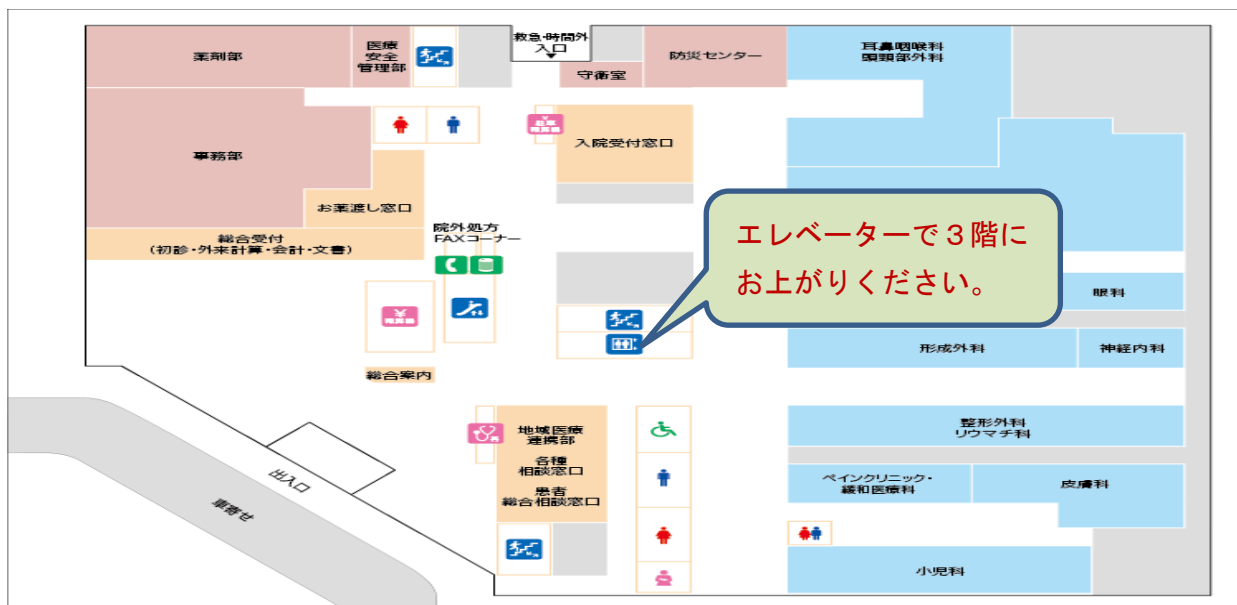 薬剤部
医療
安全
管理部
救急・時間外
入口
守衛室
防災センター
耳鼻咽喉科
頭頸部外科
事務部
入院受付窓口
お薬渡し窓口
総合受付
(初診・外来計算・会計・文書)
院外処方
FAXコーナー
エレベーターで3階に
お上がりください。
眼科
形成外科
神経内科
¥
総合案内
地域医療
連携部
各種
相談窓口
患者
総合相談窓口
整形外科
リウマチ科
ペインクリニック・
緩和医療科
皮膚科
小児科
出入口
車寄せ